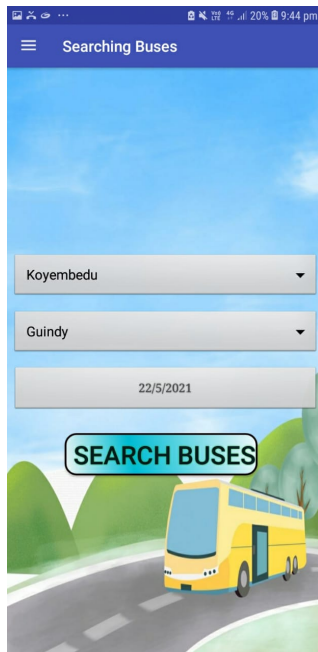 20% 9:44 pm
Searching Buses
Koyembedu
Guindy
22/5/2021
SEARCH BUSES